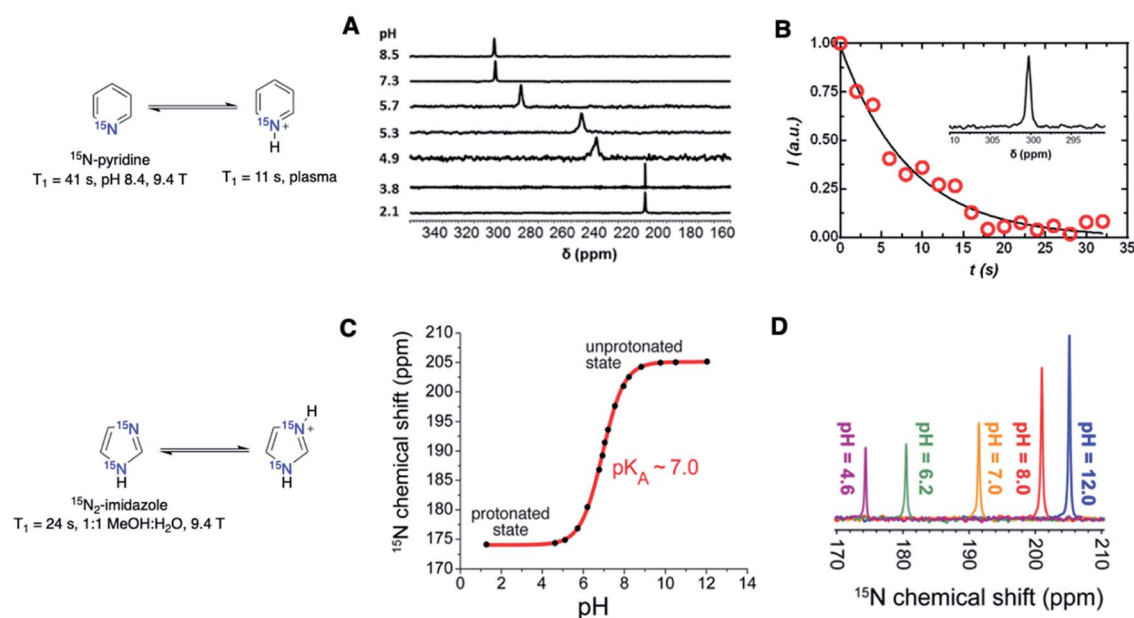 A
pH
8.5
7.3
5.7
5.3
4.9
3.8
2.1
340 320 300 280 260 240 220 200 180 160
δ (ppm)
15N
15N
+
H
15N-pyridine
T1 = 41 s, pH 8.4, 9.4 T
T1 = 11 s, plasma
B
1.00
0.75
0.50
0.25
0.00
I (a.u.)
0 5 10 15 20 25 30 35
t (s)
10 305 300 295
δ (ppm)
15N
15NH
H
15N
+
15NH
15N2-imidazole
T1 = 24 s, 1:1 MeOH:H2O, 9.4 T
C
210
205
200
195
190
185
180
175
170
15N chemical shift (ppm)
unprotonated
state
pKA ~ 7.0
protonated
state
0 2 4 6 8 10 12 14
pH
D
pH = 4.6
pH = 6.2
pH = 7.0
pH = 8.0
pH = 12.0
170 180 190 200 210
15N chemical shift (ppm)